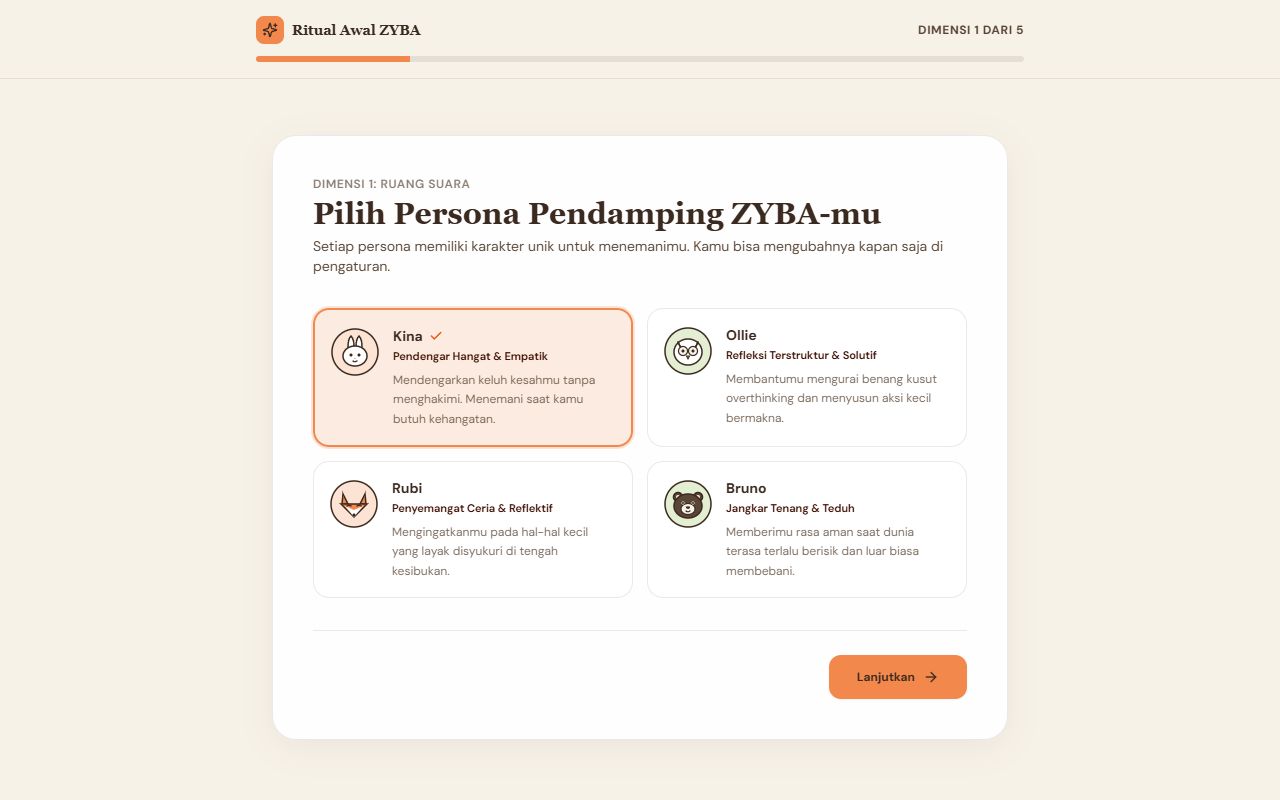 Ritual Awal ZYBA
DIMENSI 1 DARI 5
DIMENSI 1: RUANG SUARA
Pilih Persona Pendamping ZYBA-mu
Setiap persona memiliki karakter unik untuk menemanimu. Kamu bisa mengubahnya kapan saja di
pengaturan.
Kina
Pendengar Hangat & Empatik
Mendengarkan keluh kesahmu tanpa
menghakimi. Menemani saat kamu
butuh kehangatan.
Ollie
Refleksi Terstruktur & Solutif
Membantumu mengurai benang kusut
overthinking dan menyusun aksi kecil
bermakna.
Rubi
Penyemangat Ceria & Reflektif
Mengingatkanmu pada hal-hal kecil
yang layak disyukuri di tengah
kesibukan.
Bruno
Jangkar Tenang & Teduh
Memberimu rasa aman saat dunia
terasa terlalu berisik dan luar biasa
membebani.
Lanjutkan